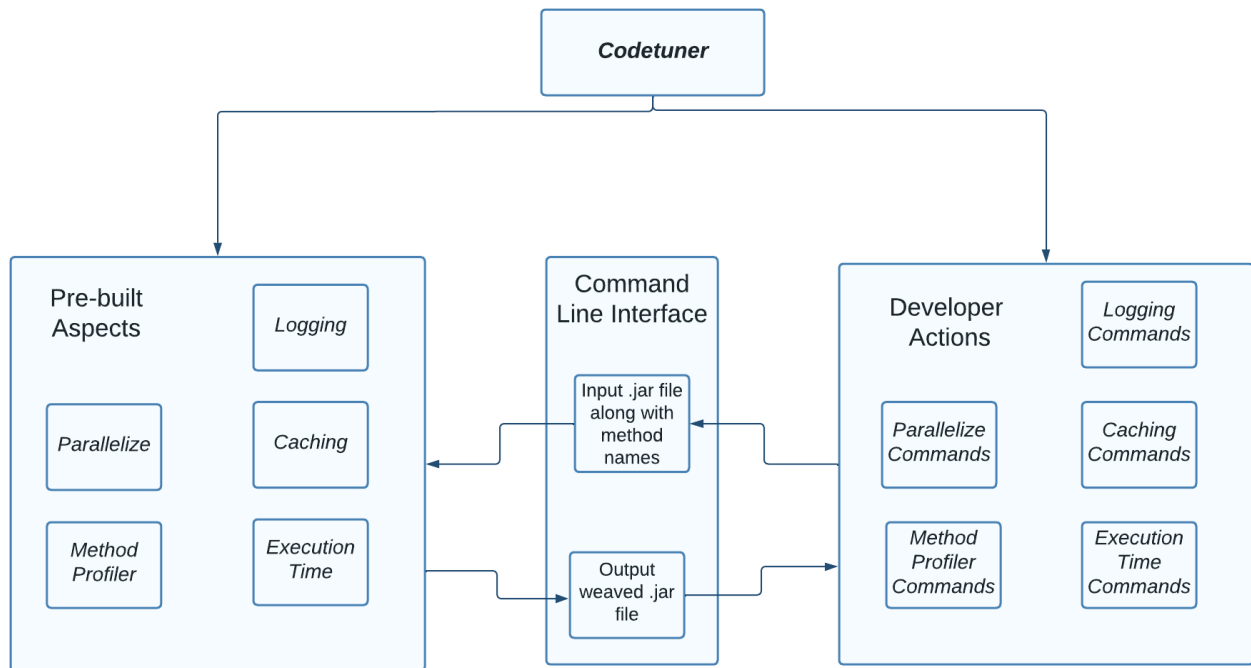 Codetuner
Pre-built
Aspects
Logging
Parallelize
Caching
Method
Profiler
Execution
Time
Command
Line Interface
Input .jar file
along with
method
names
Output
weaved .jar
file
Developer
Actions
Logging
Commands
Parallelize
Commands
Caching
Commands
Method
Profiler
Commands
Execution
Time
Commands